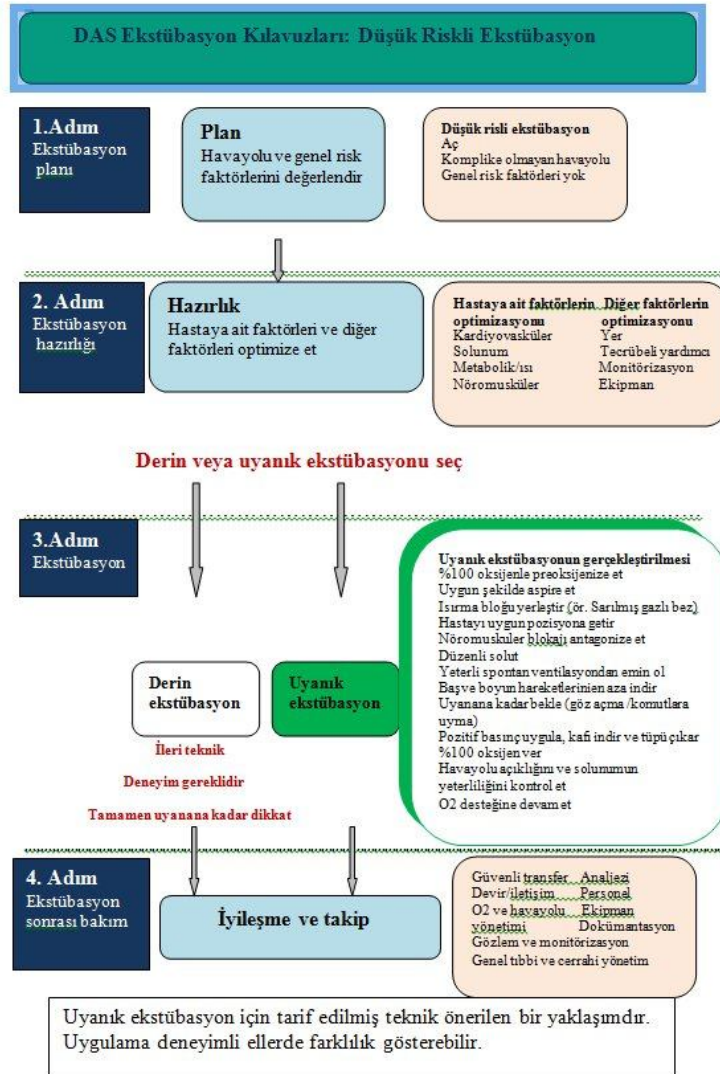 DAS Ekstübasyon Kılavuzları: Düşük Riskli Ekstübasyon
1.Adım
Ekstübasyon
planı
Plan
Havayolu ve genel risk
faktörlerini değerlendir
Düşük risli ekstübasyon
Aç
Komplike olmayan havayolu
Genel risk faktörleri yok
2. Adım
Ekstübasyon
hazırlığı
Hazırlık
Hastaya ait faktörleri ve diğer
faktörleri optimize et
Hastaya ait faktörlerin Diğer faktörlerin
optimizasyonu optimizasyonu
Kardiyovasküler Yer
Solunum Tecrübeli yardımcı
Metabolik/ısı Monitörizasyon
Nöromusküler Ekipman
Derin veya uyanık ekstübasyonu seç
3.Adım
Ekstübasyon
Derin
ekstübasyon
Uyanık
ekstübasyon
İleri teknik
Deneyim gereklidir
Tamamen uyanana kadar dikkat
Uyanık ekstübasyonun gerçekleştirilmesi
%100 oksijenle preoksijenize et
Uygun şekilde aspire et
Isırma bloğu yerleştir (ör. Sarılmış gazlı bez)
Hastayı uygun pozisyona getir
Nöromuskuler blokajı antagonize et
Düzenli solut
Yeterli spontan ventilasyondan emin ol
Baş ve boyun hareketlerinien aza indir
Uyanana kadar bekle (göz açma /komutlara
uyma)
Pozitif basınç uygula, kafi indir ve tüpü çıkar
%100 oksijen ver
Havayolu açıklığını ve solunumun
yeterliliğini kontrol et
O2 desteğine devam et
4. Adım
Ekstübasyon
sonrası bakım
İyileşme ve takip
Güvenli transfer Analjezi
Devir/iletişim Personel
O2 ve havayolu Ekipman
yönetimi Dokümantasyon
Gözlem ve monitörizasyon
Genel tıbbi ve cerrahi yönetim
Uyanık ekstübasyon için tarif edilmiş teknik önerilen bir yaklaşımdır.
Uygulama deneyimli ellerde farklılık gösterebilir.